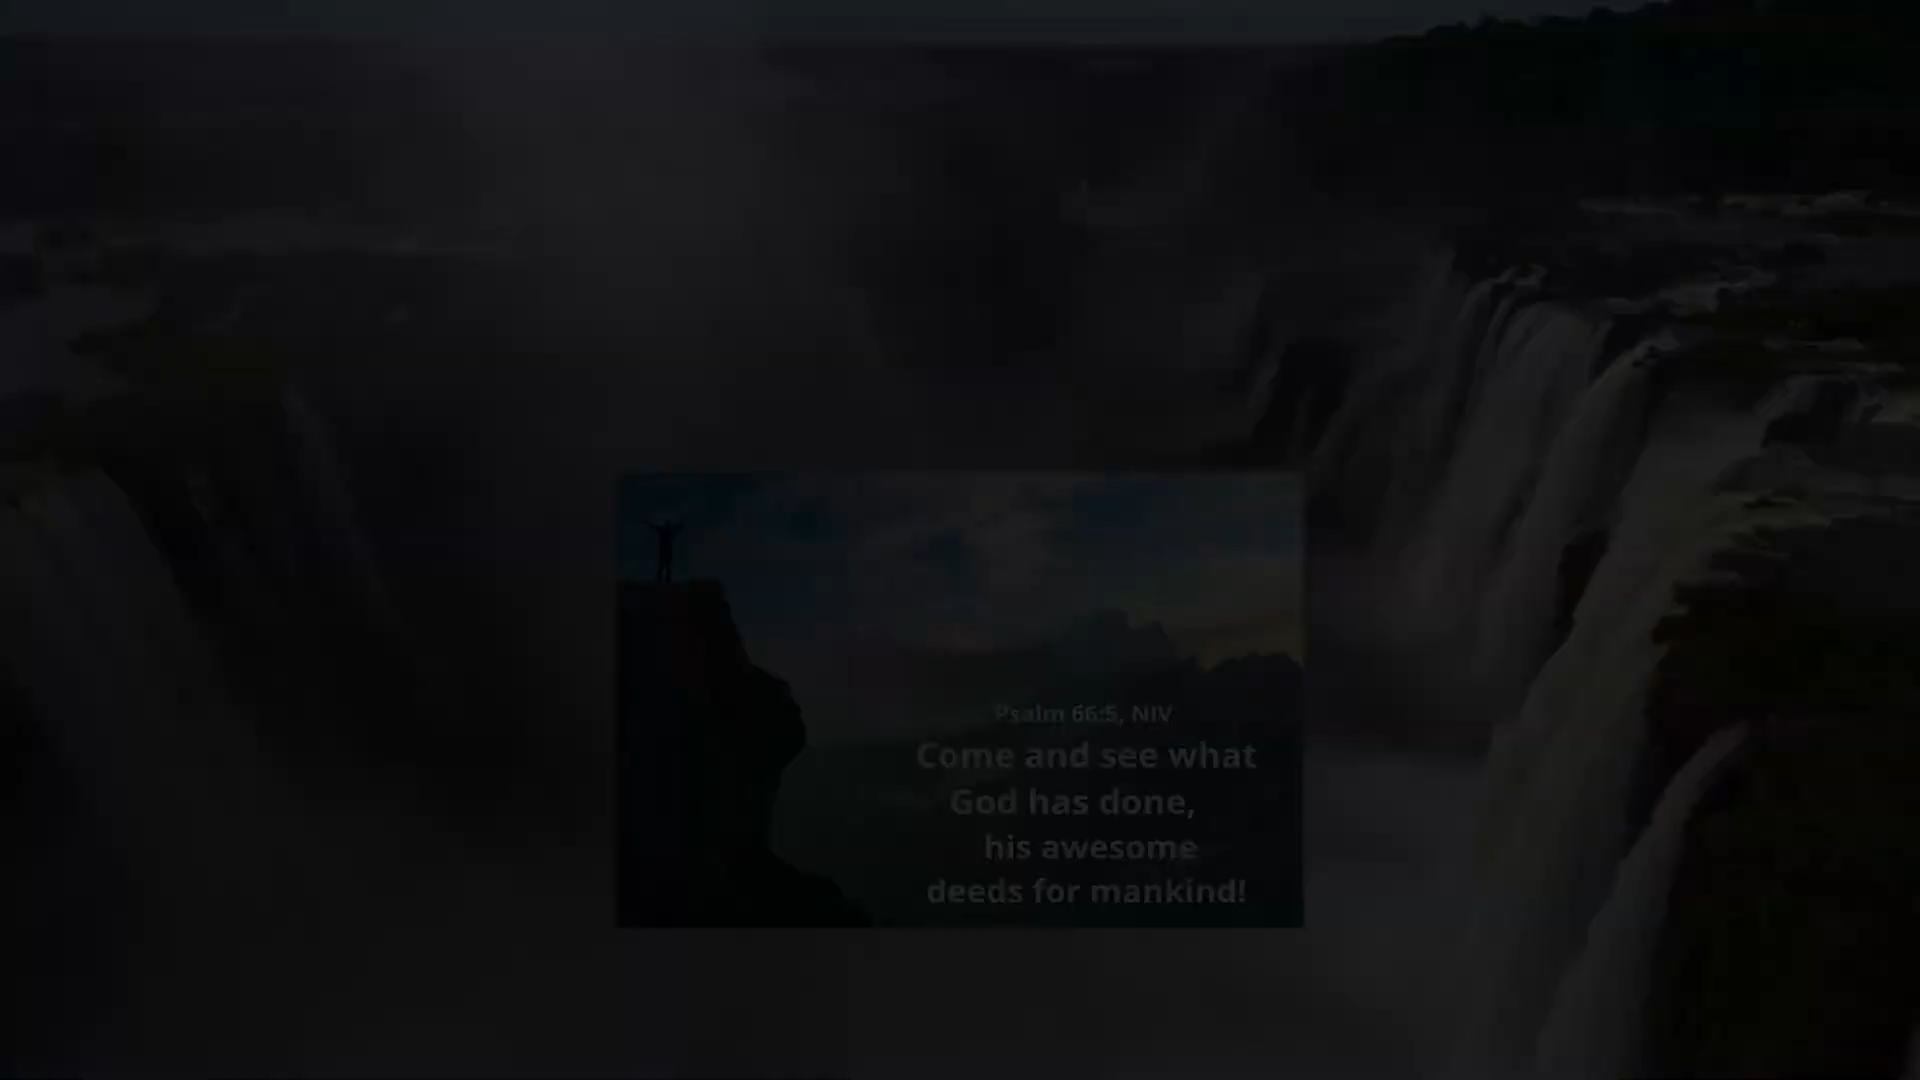 Psalm 66:5, NIV
Come and see what
God has done,
his awesome
deeds for mankind!